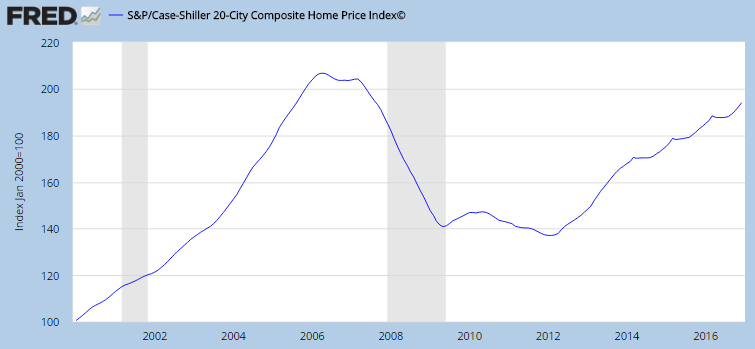 FRED
S&P/Case-Shiller 20-City Composite Home Price Index©
Index Jan 2000=100
220
200
180
160
140
120
100
2002 2004 2006 2008 2010 2012 2014 2016